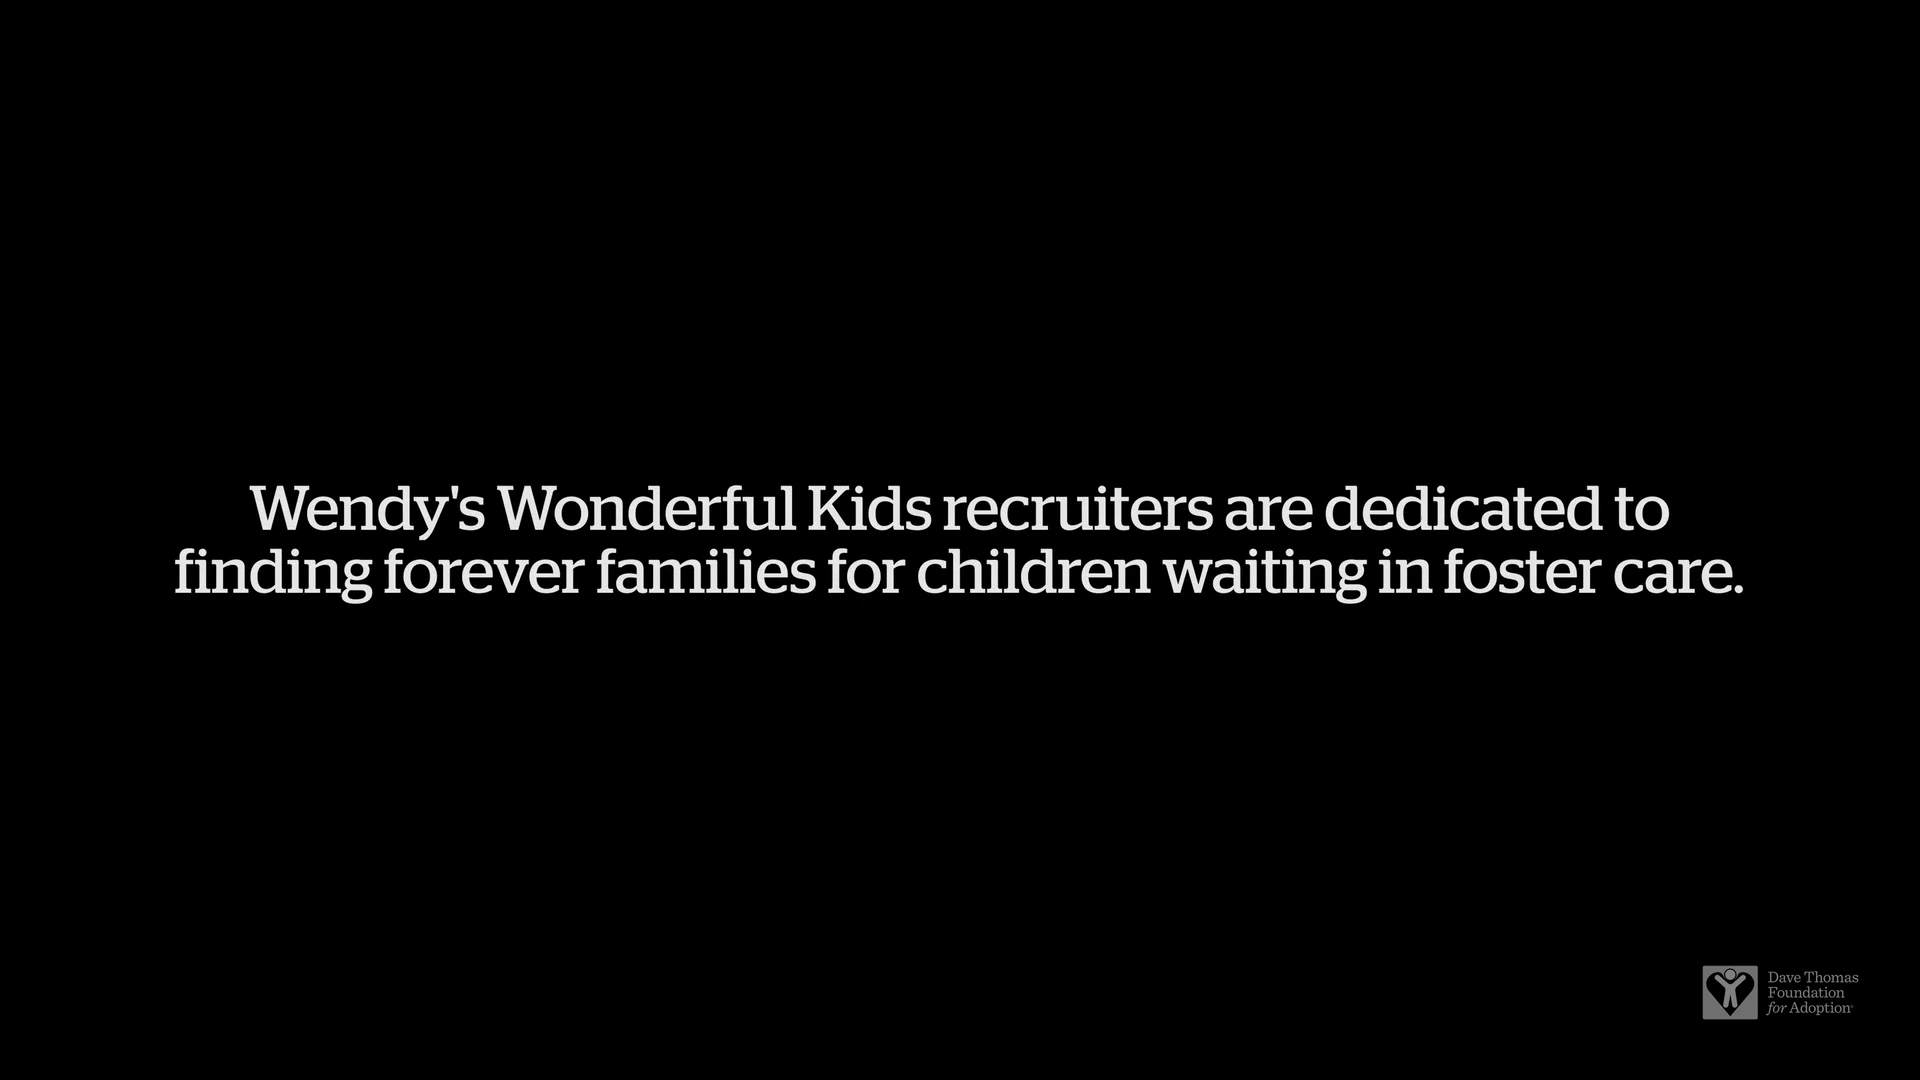 Wendy's Wonderful Kids recruiters are dedicated to
finding forever families for children waiting in foster care.
Dave Thomas
Foundation
for Adoption®